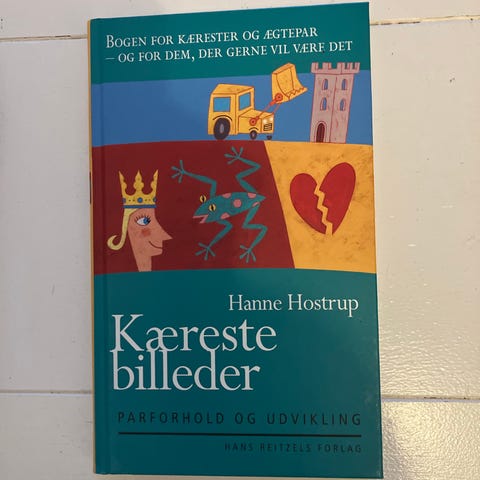 BOGEN FOR KÆRESTER OG ÆGTEPAR
– OG FOR DEM, DER GERNE VIL VÆRE DET
Hanne Hostrup
Kæreste
billeder
PARFORHOLD OG UDVIKLING
HANS REITZELS FORLAG